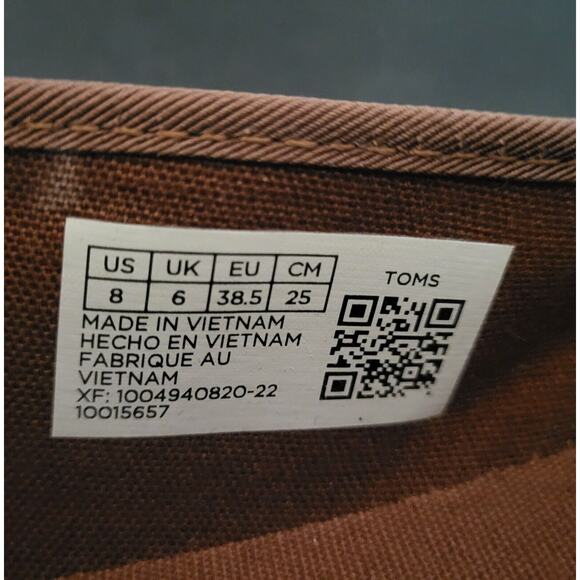 US UK EU CM
8 6 38.5 25
TOMS
MADE IN VIETNAM
HECHO EN VIETNAM
FABRIQUE AU
VIETNAM
XF: 1004940820-22
10015657